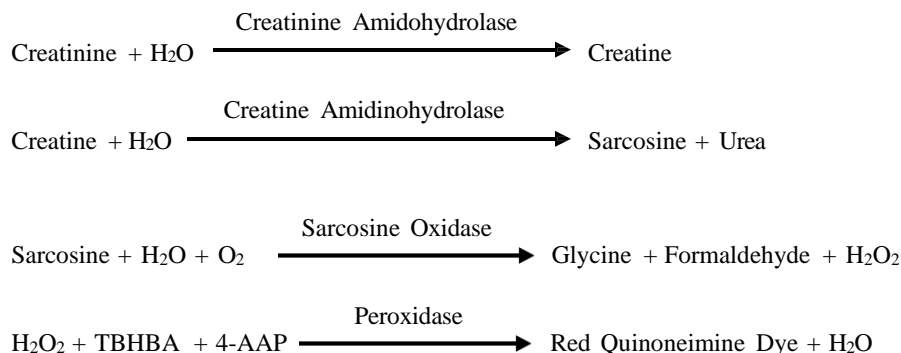 Creatinine Amidohydrolase
Creatinine + H2O Creatine
Creatine Amidinohydrolase
Creatine + H2O Sarcosine + Urea
Sarcosine Oxidase
Sarcosine + H2O + O2 Glycine + Formaldehyde + H2O2
Peroxidase
H2O2 + TBHBA + 4-AAP Red Quinoneimine Dye + H2O